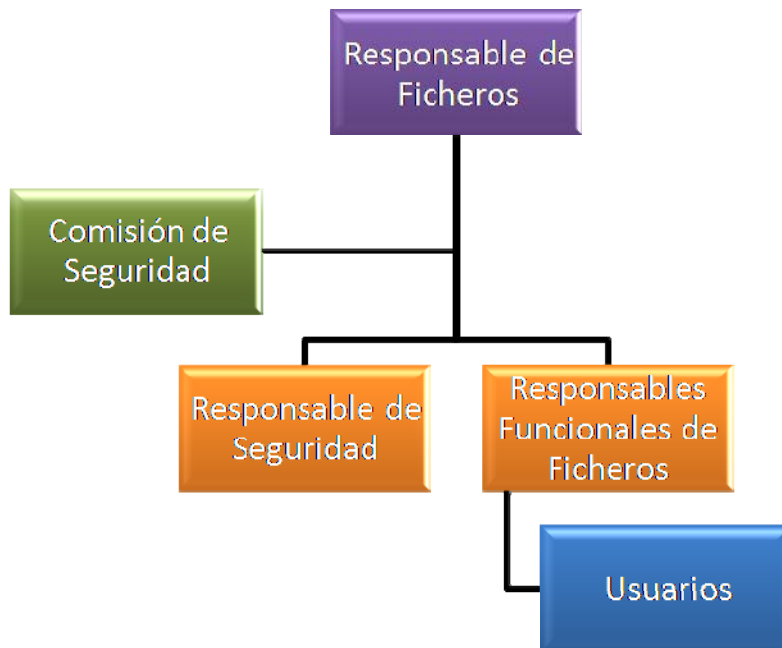 Responsable de
Ficheros
Comisión de
Seguridad
Responsable de
Seguridad
Responsables
Funcionales de
Ficheros
Usuarios